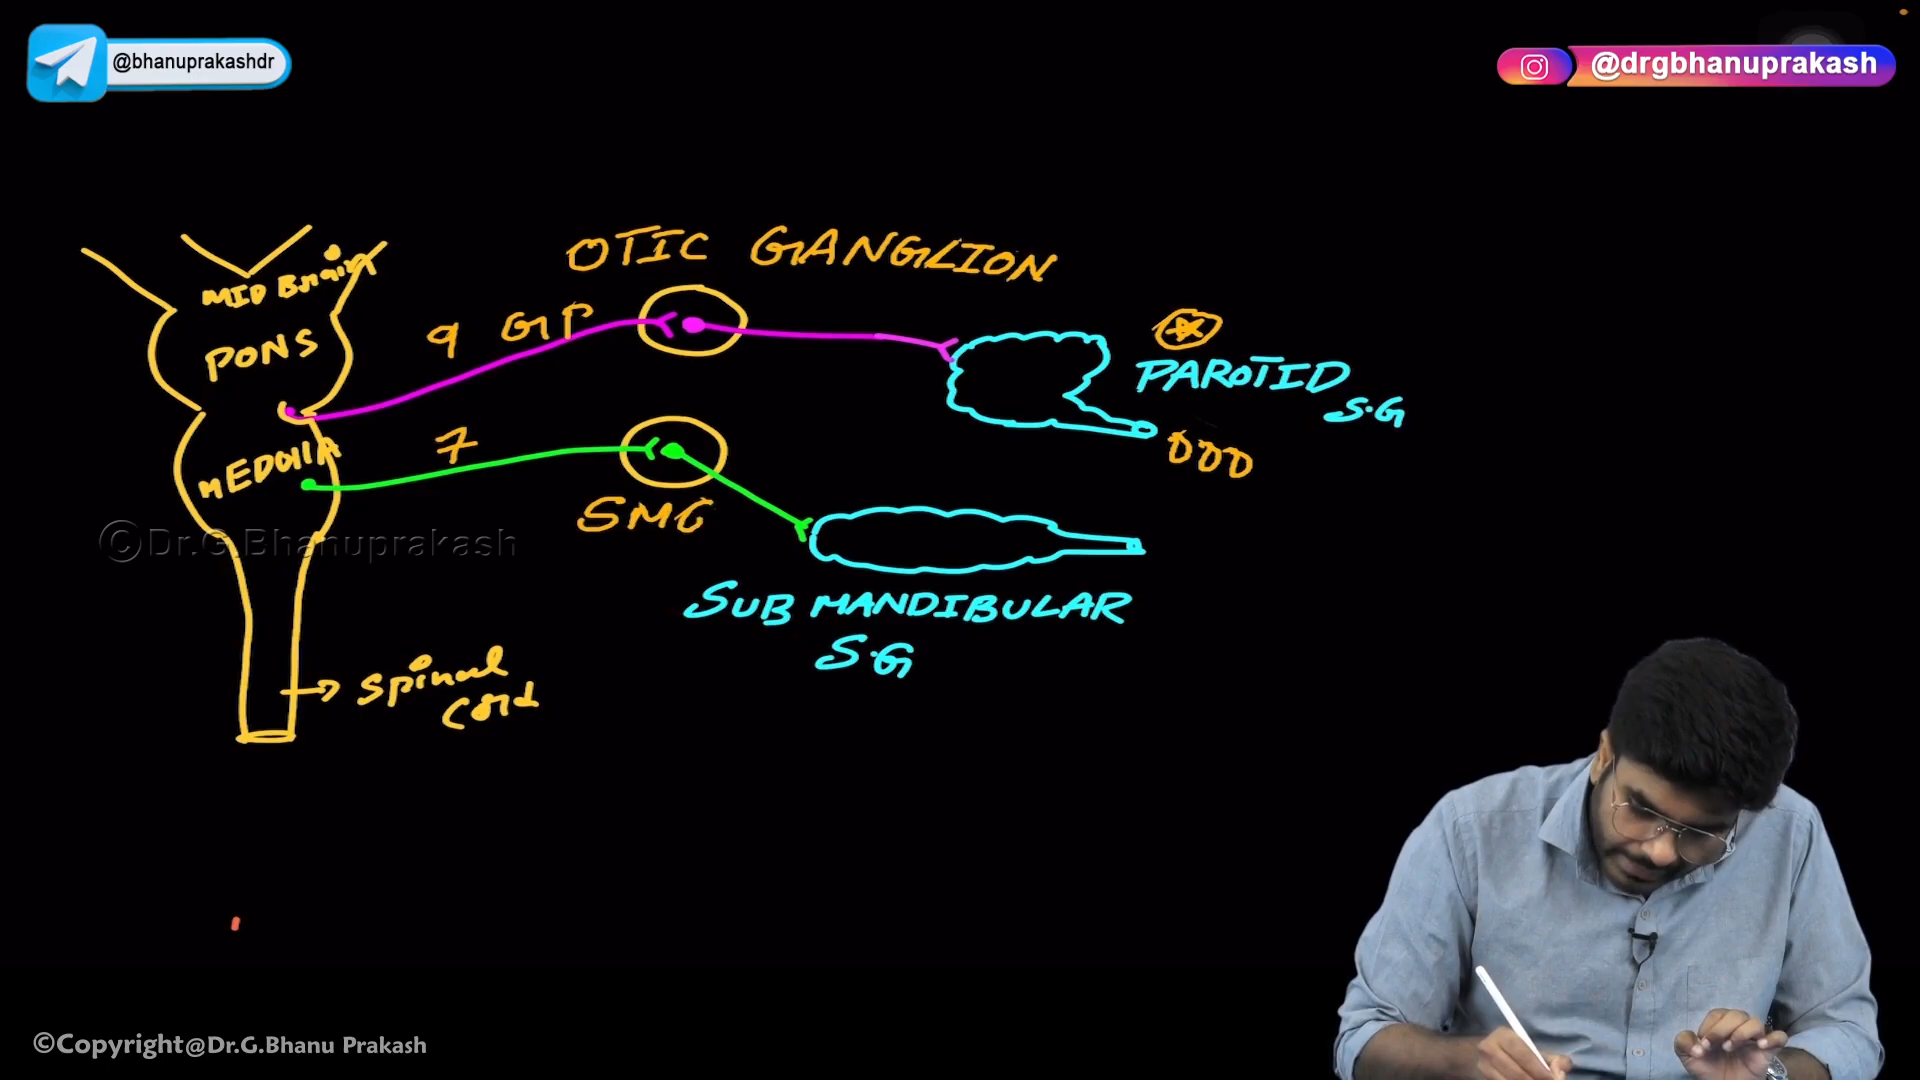 @bhanuprakashdr
@drgbhanuprakash
OTIC GANGLION
MID Brain
9 GP
PONS
PAROTID
S.G
7
MEDULLA
SMG
©Dr.G.Bhanuprakash
SUB MANDIBULAR
S.G
spinal
cord
©Copyright@Dr.G.Bhanu Prakash